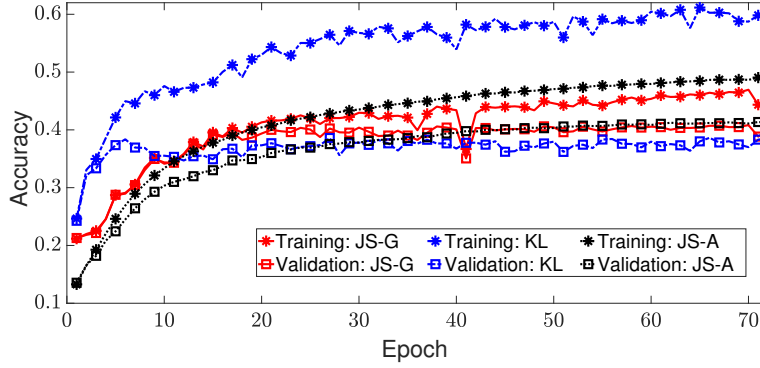 0.6
0.5
0.4
0.3
0.2
0.1
Accuracy
Training: JS-G Training: KL Training: JS-A
Validation: JS-G Validation: KL Validation: JS-A
0 10 20 30 40 50 60 70
Epoch